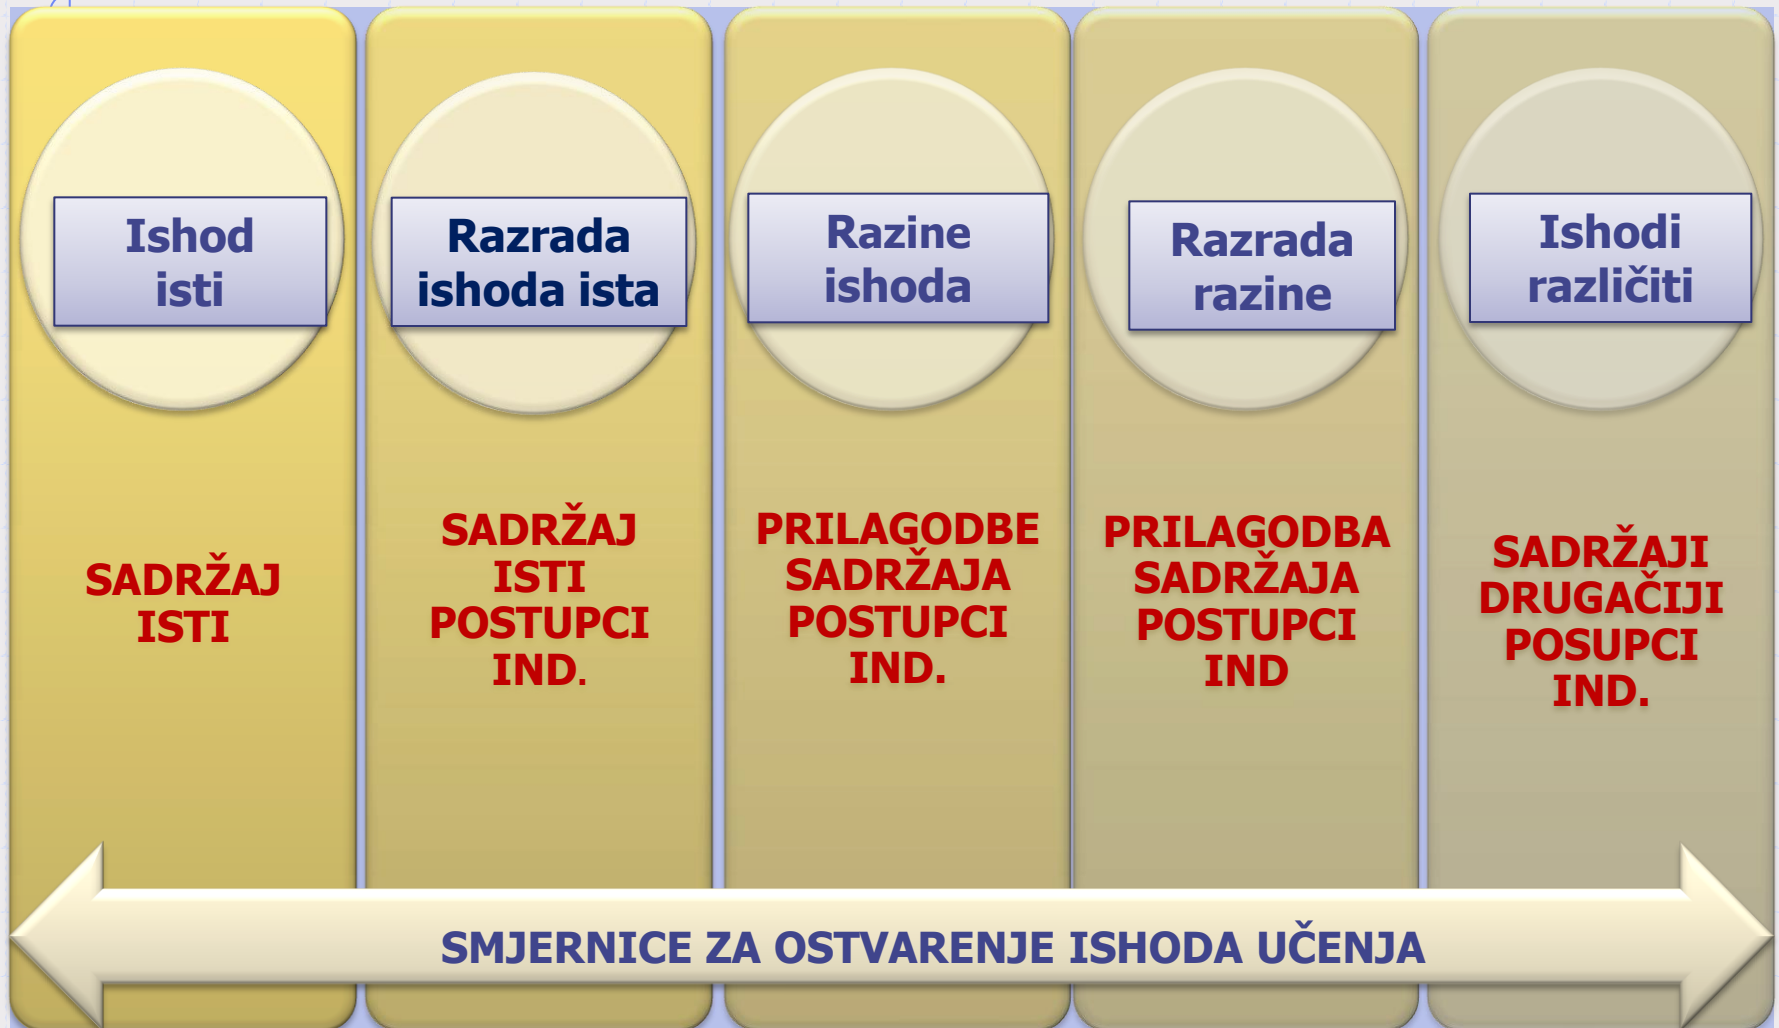 Ishod
isti
Razrada
ishoda ista
Razine
ishoda
Razrada
razine
Ishodi
različiti
SADRŽAJ
ISTI
SADRŽAJ
ISTI
POSTUPCI
IND.
PRILAGODBE
SADRŽAJA
POSTUPCI
IND.
PRILAGODBA
SADRŽAJA
POSTUPCI
IND
SADRŽAJI
DRUGAČIJI
POSUPCI
IND.
SMJERNICE ZA OSTVARENJE ISHODA UČENJA